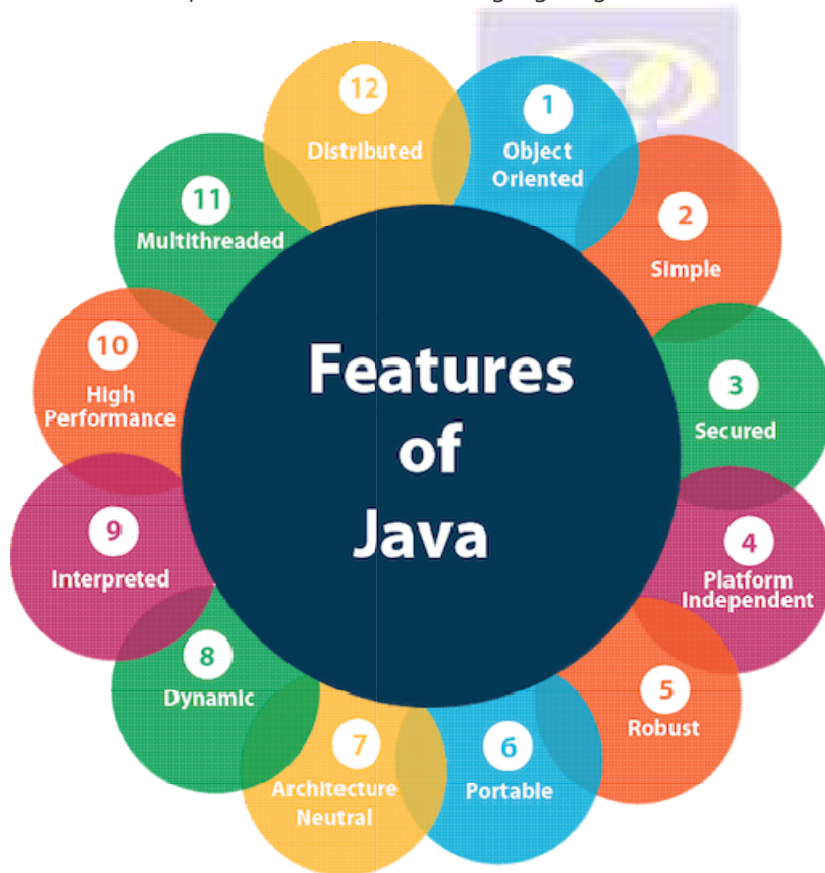 Features
of
Java
1
Object
Oriented
2
Simple
3
Secured
4
Platform
Independent
5
Robust
6
Portable
7
Architecture
Neutral
8
Dynamic
9
Interpreted
10
High
Performance
11
Multithreaded
12
Distributed